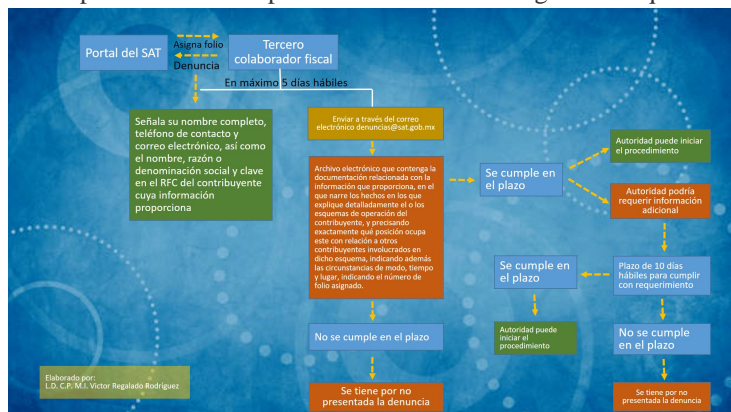 Portal del SAT
Asigna folio
Denuncia
Tercero
colaborador fiscal
En máximo 5 días hábiles
Señala su nombre completo,
teléfono de contacto y
correo electrónico, así como
el nombre, razón o
denominación social y clave
en el RFC del contribuyente
cuya información
proporciona
Enviar a través del correo
electrónico denuncias@sat.gob.mx
Archivo electrónico que contenga la
documentación relacionada con la
información que proporciona, en el
que narre los hechos en los que
explique detalladamente el o los
esquemas de operación del
contribuyente, y precisando
exactamente qué posición ocupa
este con relación a otros
contribuyentes involucrados en
dicho esquema, indicando además
las circunstancias de modo, tiempo
y lugar, indicando el número de
folio asignado.
Se cumple en
el plazo
Autoridad puede iniciar
el procedimiento
Autoridad podría
requerir información
adicional
Plazo de 10 días
hábiles para cumplir
con requerimiento
Se cumple en
el plazo
Autoridad puede
iniciar el
procedimiento
No se cumple
en el plazo
Se tiene por no
presentada la denuncia
No se cumple en el plazo
Se tiene por no
presentada la denuncia
Elaborado por:
L.D. C.P. M.I. Víctor Regalado Rodríguez